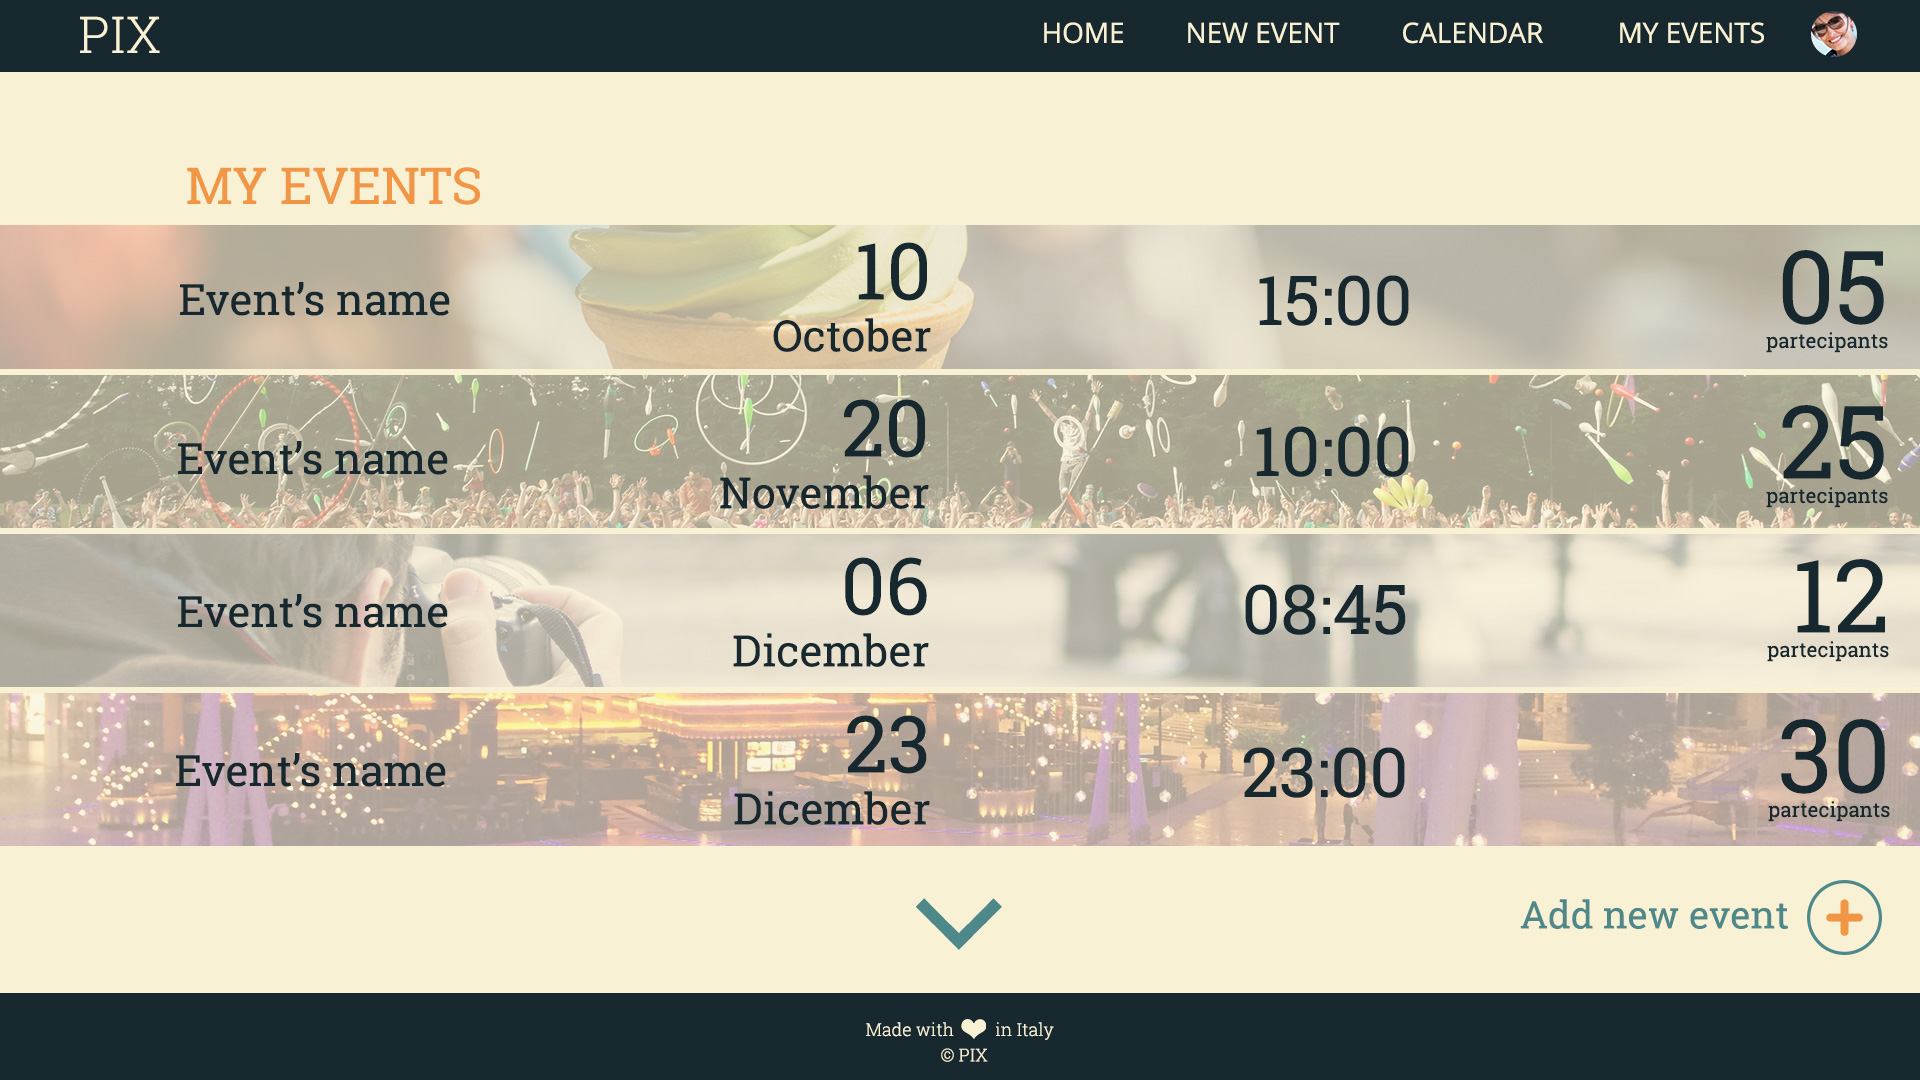 PIX
HOME NEW EVENT CALENDAR MY EVENTS
MY EVENTS
Event’s name
10
October
15:00
05
partecipants
Event’s name
20
November
10:00
25
partecipants
Event’s name
06
Dicember
08:45
12
partecipants
Event’s name
23
Dicember
23:00
30
partecipants
Add new event
Made with ❤ in Italy
© PIX